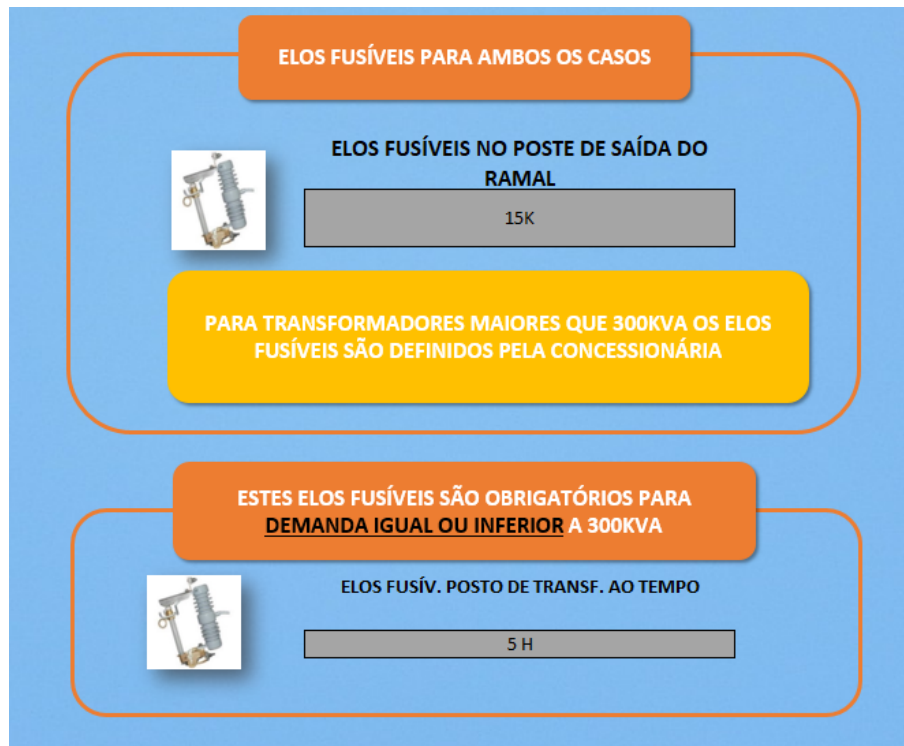 ELOS FUSÍVEIS PARA AMBOS OS CASOS
ELOS FUSÍVEIS NO POSTE DE SAÍDA DO
RAMAL
15K
PARA TRANSFORMADORES MAIORES QUE 300KVA OS ELOS
FUSÍVEIS SÃO DEFINIDOS PELA CONCESSIONÁRIA
ESTES ELOS FUSÍVEIS SÃO OBRIGATÓRIOS PARA
DEMANDA IGUAL OU INFERIOR A 300KVA
ELOS FUSÍV. POSTO DE TRANSF. AO TEMPO
5 H